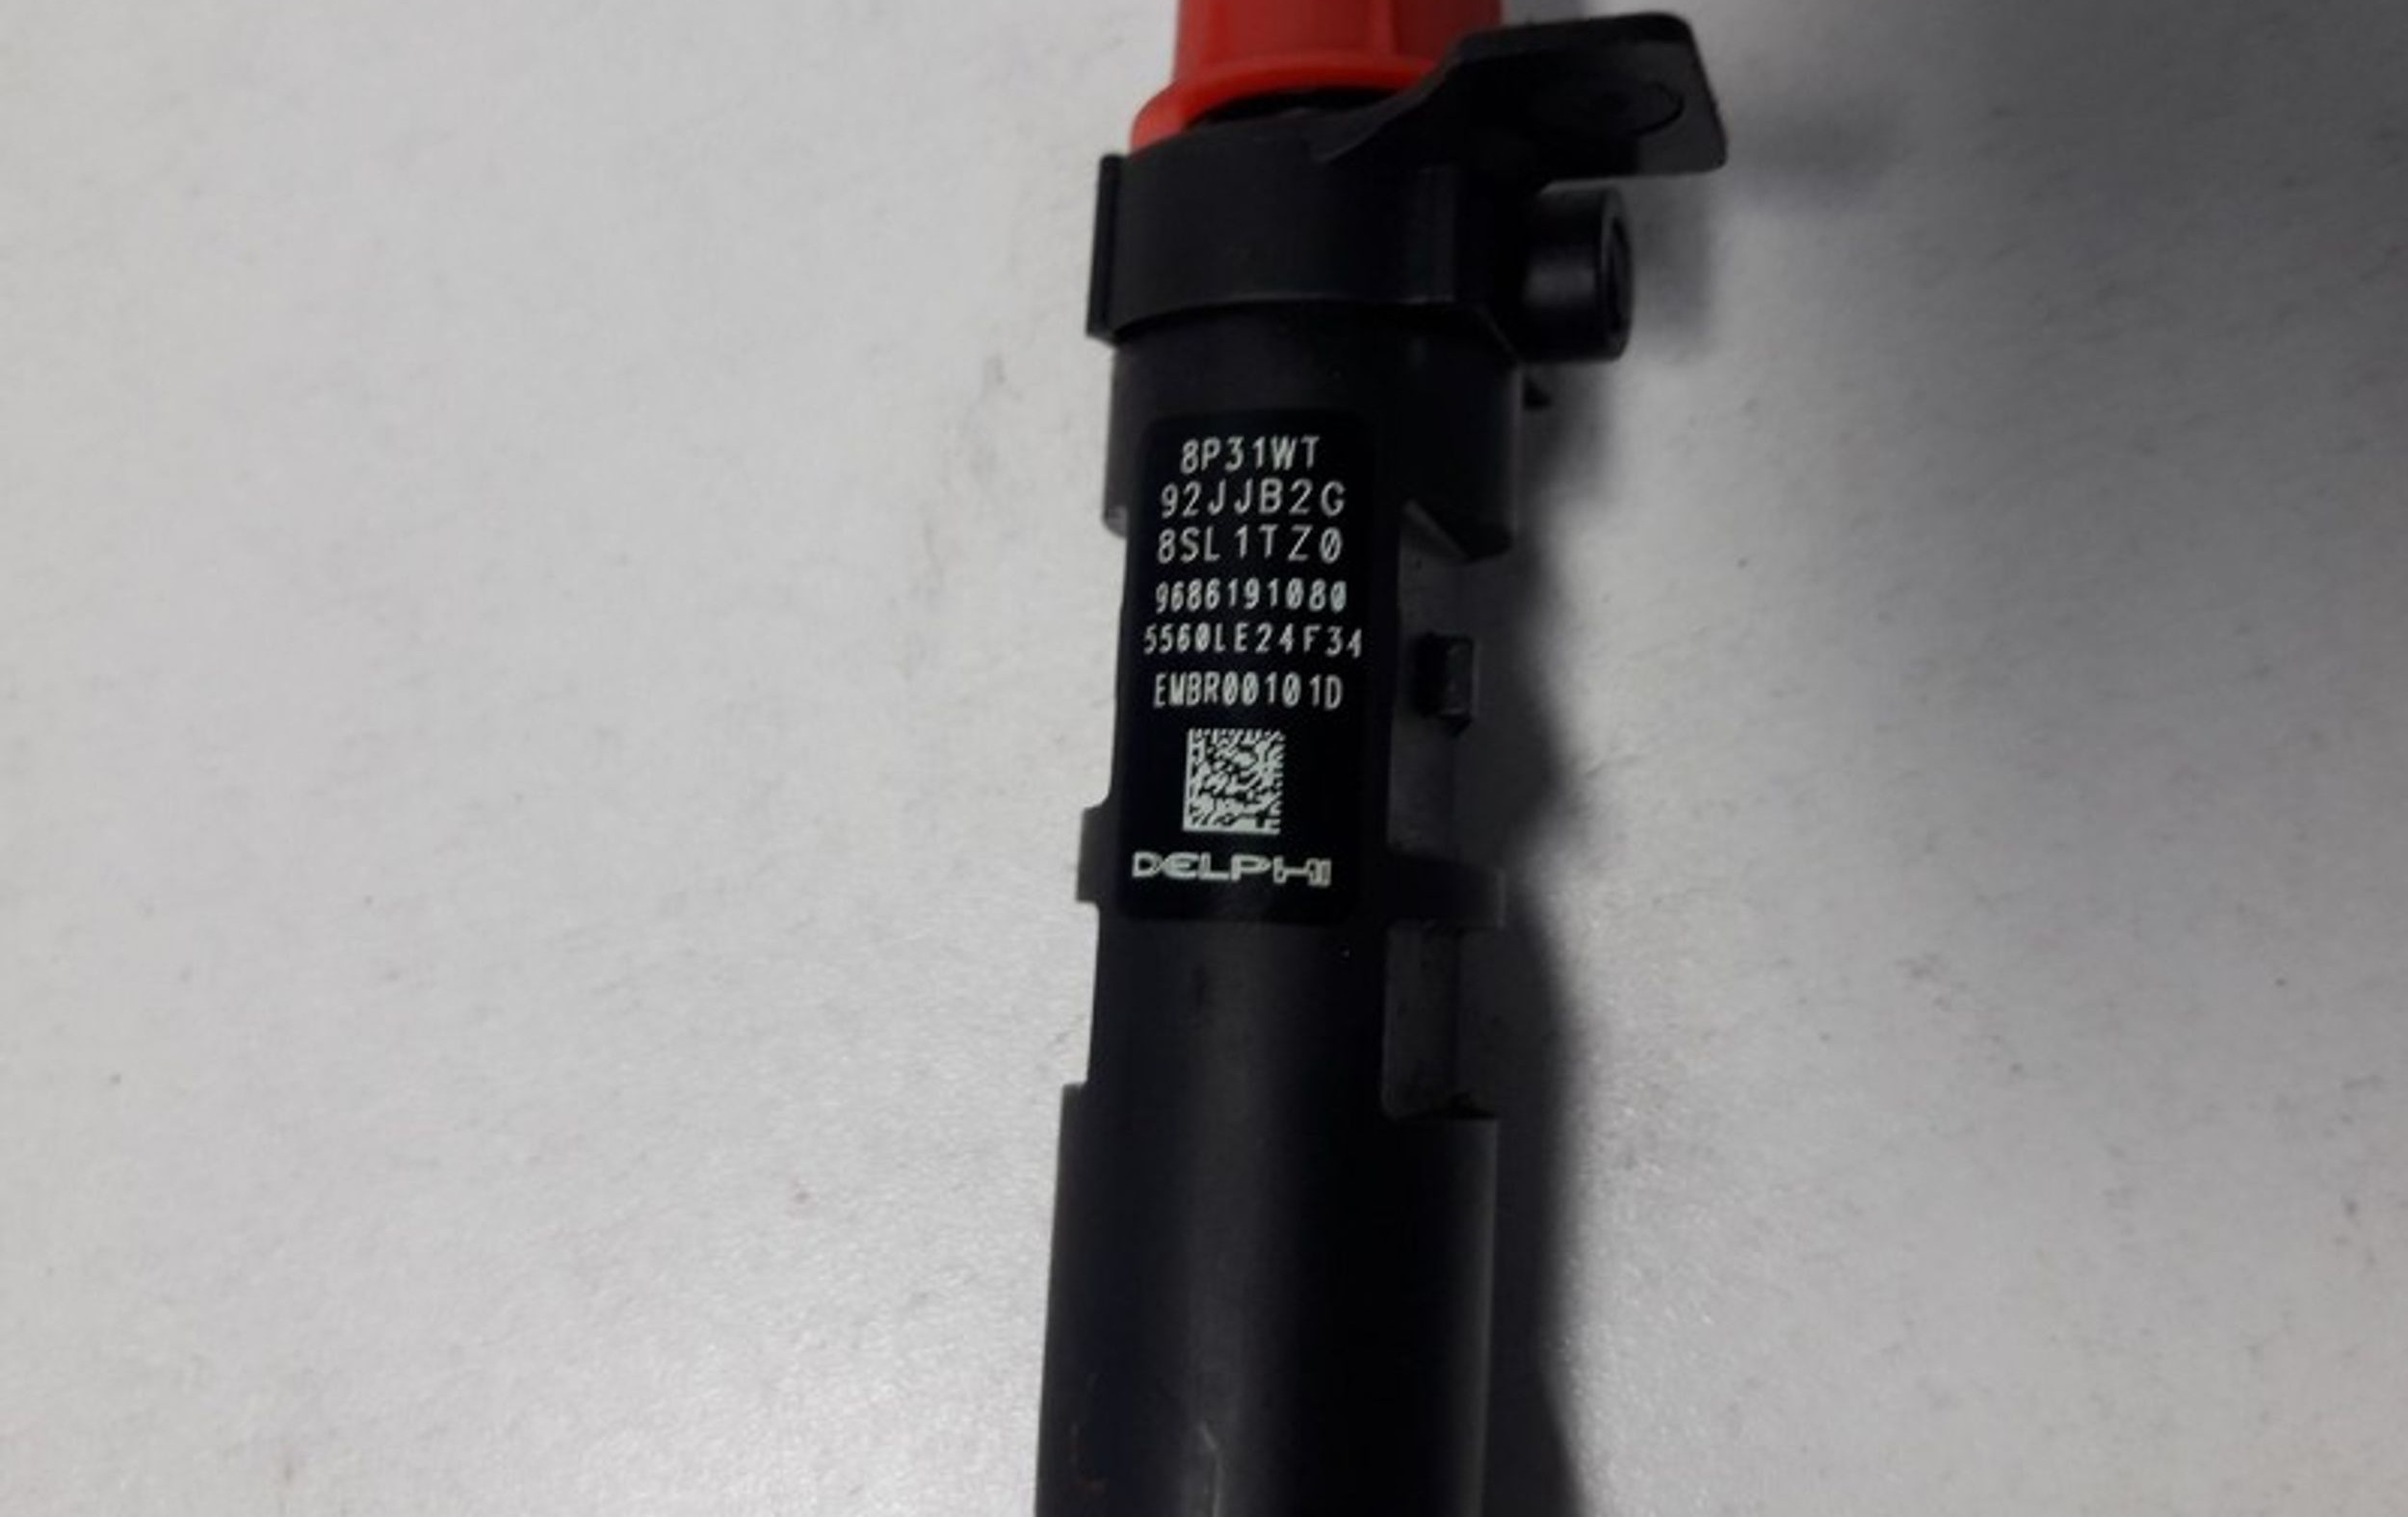 8P31WT
92JJB2G
8SL1TZ0
9686191080
5560LE24F34
EMBR00101D
DELPHI